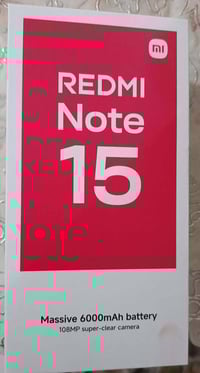 mi
REDMI
Note
15
Massive 6000mAh battery
108MP super-clear camera